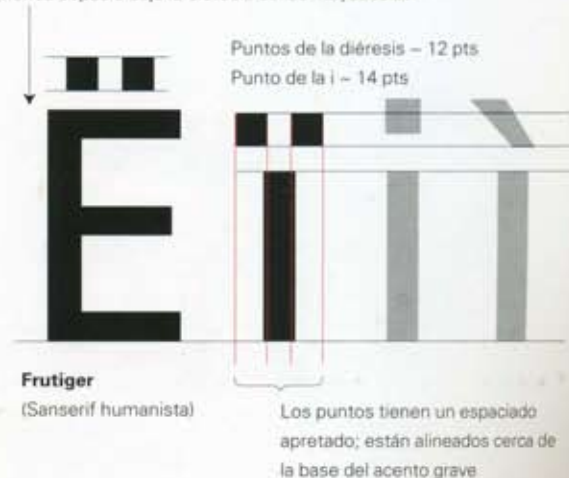 Puntos de la diéresis – 12 pts
Punto de la i – 14 pts
Ë ï i ì
Frutiger
(Sanserif humanista)
Los puntos tienen un espaciado
apretado; están alineados cerca de
la base del acento grave